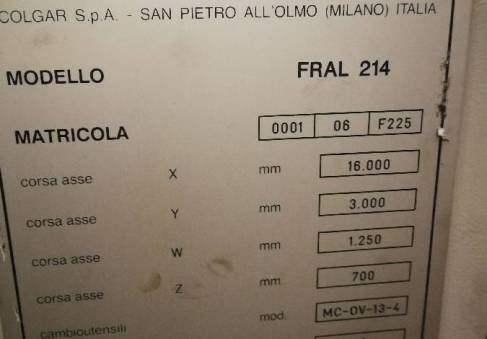 COLGAR S.p.A. - SAN PIETRO ALL'OLMO (MILANO) ITALIA
MODELLO FRAL 214
MATRICOLA 0001 06 F225
corsa asse X mm 16.000
corsa asse Y mm 3.000
corsa asse W mm 1.250
corsa asse Z mm 700
cambioutensili mod. MC-OV-13-4